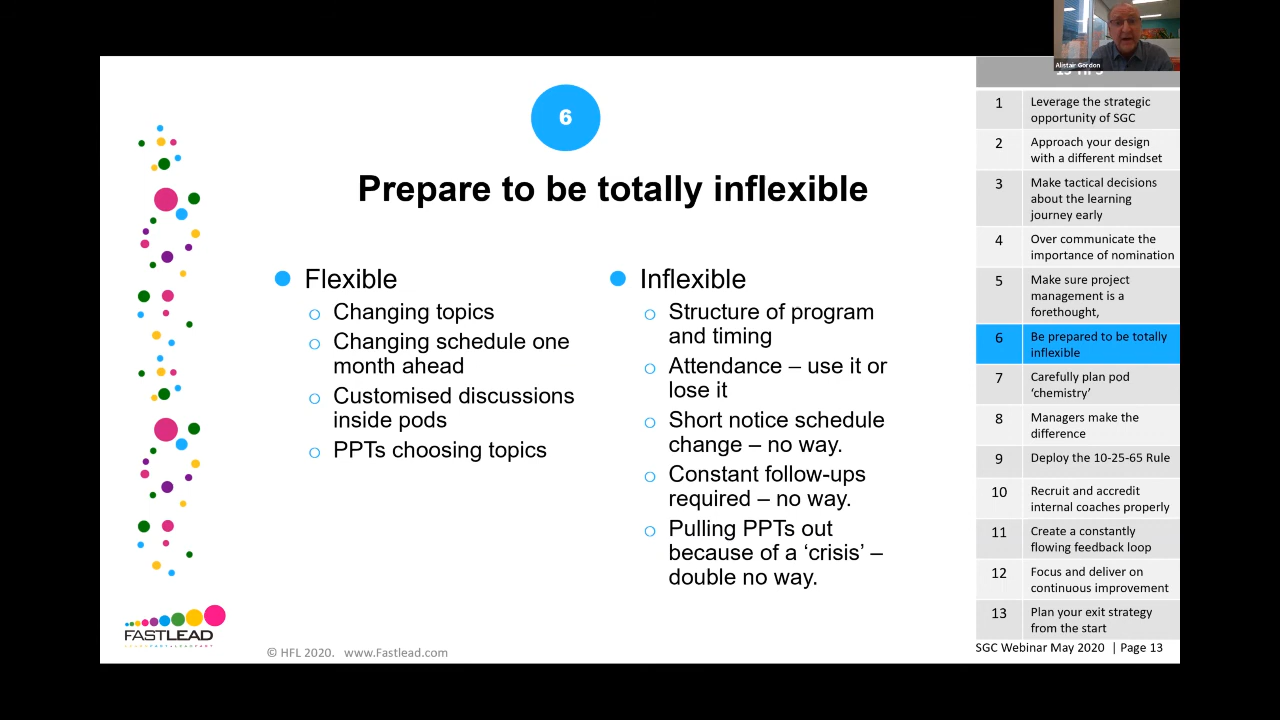 Alistair Gordon
6
Prepare to be totally inflexible
Flexible
Changing topics
Changing schedule one
month ahead
Customised discussions
inside pods
PPTs choosing topics
Inflexible
Structure of program
and timing
Attendance – use it or
lose it
Short notice schedule
change – no way.
Constant follow-ups
required – no way.
Pulling PPTs out
because of a ‘crisis’ –
double no way.
1 Leverage the strategic
opportunity of SGC
2 Approach your design
with a different mindset
3 Make tactical decisions
about the learning
journey early
4 Over communicate the
importance of nomination
5 Make sure project
management is a
forethought,
6 Be prepared to be totally
inflexible
7 Carefully plan pod
‘chemistry’
8 Managers make the
difference
9 Deploy the 10-25-65 Rule
10 Recruit and accredit
internal coaches properly
11 Create a constantly
flowing feedback loop
12 Focus and deliver on
continuous improvement
13 Plan your exit strategy
from the start
FASTLEAD
© HFL 2020. www.Fastlead.com
SGC Webinar May 2020 | Page 13